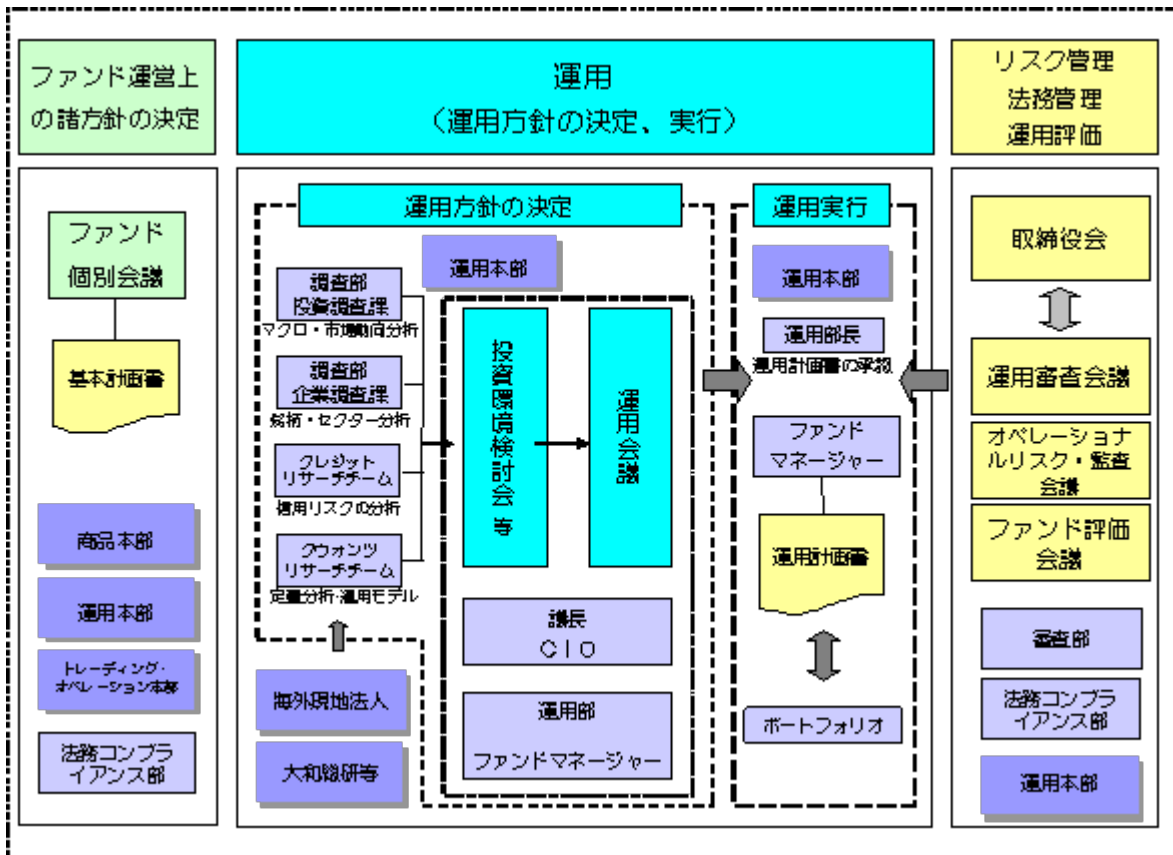 ファンド運営上
の諸方針の決定
運用
(運用方針の決定、実行)
リスク管理
法務管理
運用評価
ファンド
個別会議
基本計画書
商品本部
運用本部
トレーディング・
オペレーション本部
法務コンプラ
イアンス部
運用方針の決定
運用本部
調査部
投資調査課
マクロ・市場動向分析
調査部
企業調査課
銘柄・セクター分析
クレジット
リサーチチーム
信用リスクの分析
クウォンツ
リサーチチーム
定量分析・運用モデル
海外現地法人
大和総研等
投資環境検討会 等
運用会議
議長
CIO
運用部
ファンドマネージャー
運用実行
運用本部
運用部長
運用計画書の承認
ファンド
マネージャー
運用計画書
ポートフォリオ
取締役会
運用審査会議
オペレーショナ
ルリスク・監査
会議
ファンド評価
会議
審査部
法務コンプラ
イアンス部
運用本部